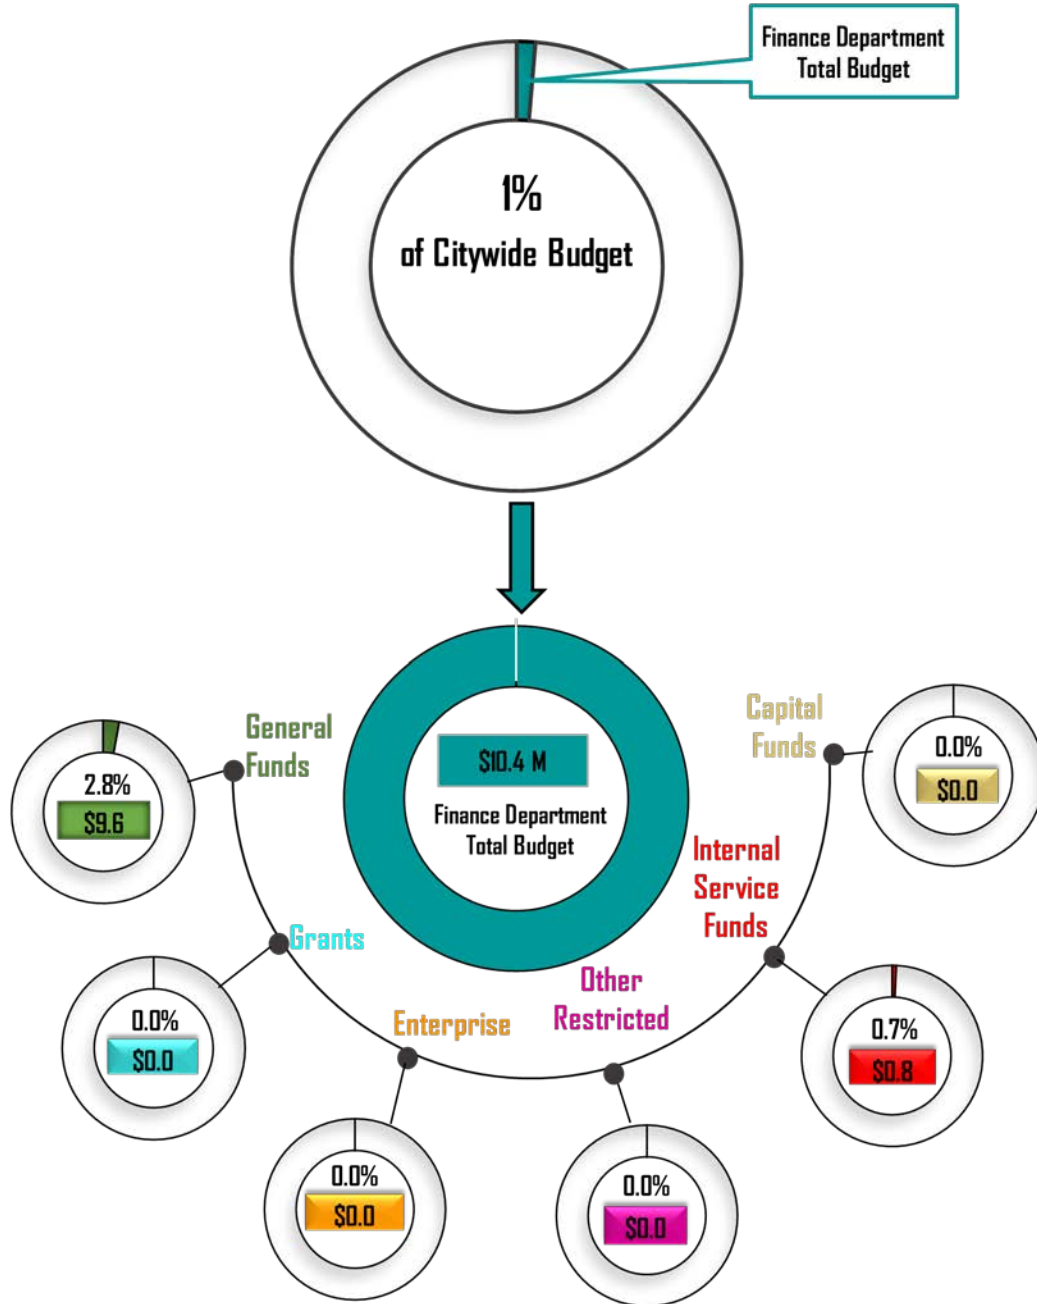 Finance Department
Total Budget
1%
of Citywide Budget
$10.4 M
Finance Department
Total Budget
General
Funds
2.8%
$9.6
Grants
0.0%
$0.0
Enterprise
0.0%
$0.0
Other
Restricted
0.0%
$0.0
Internal
Service
Funds
0.7%
$0.8
Capital
Funds
0.0%
$0.0